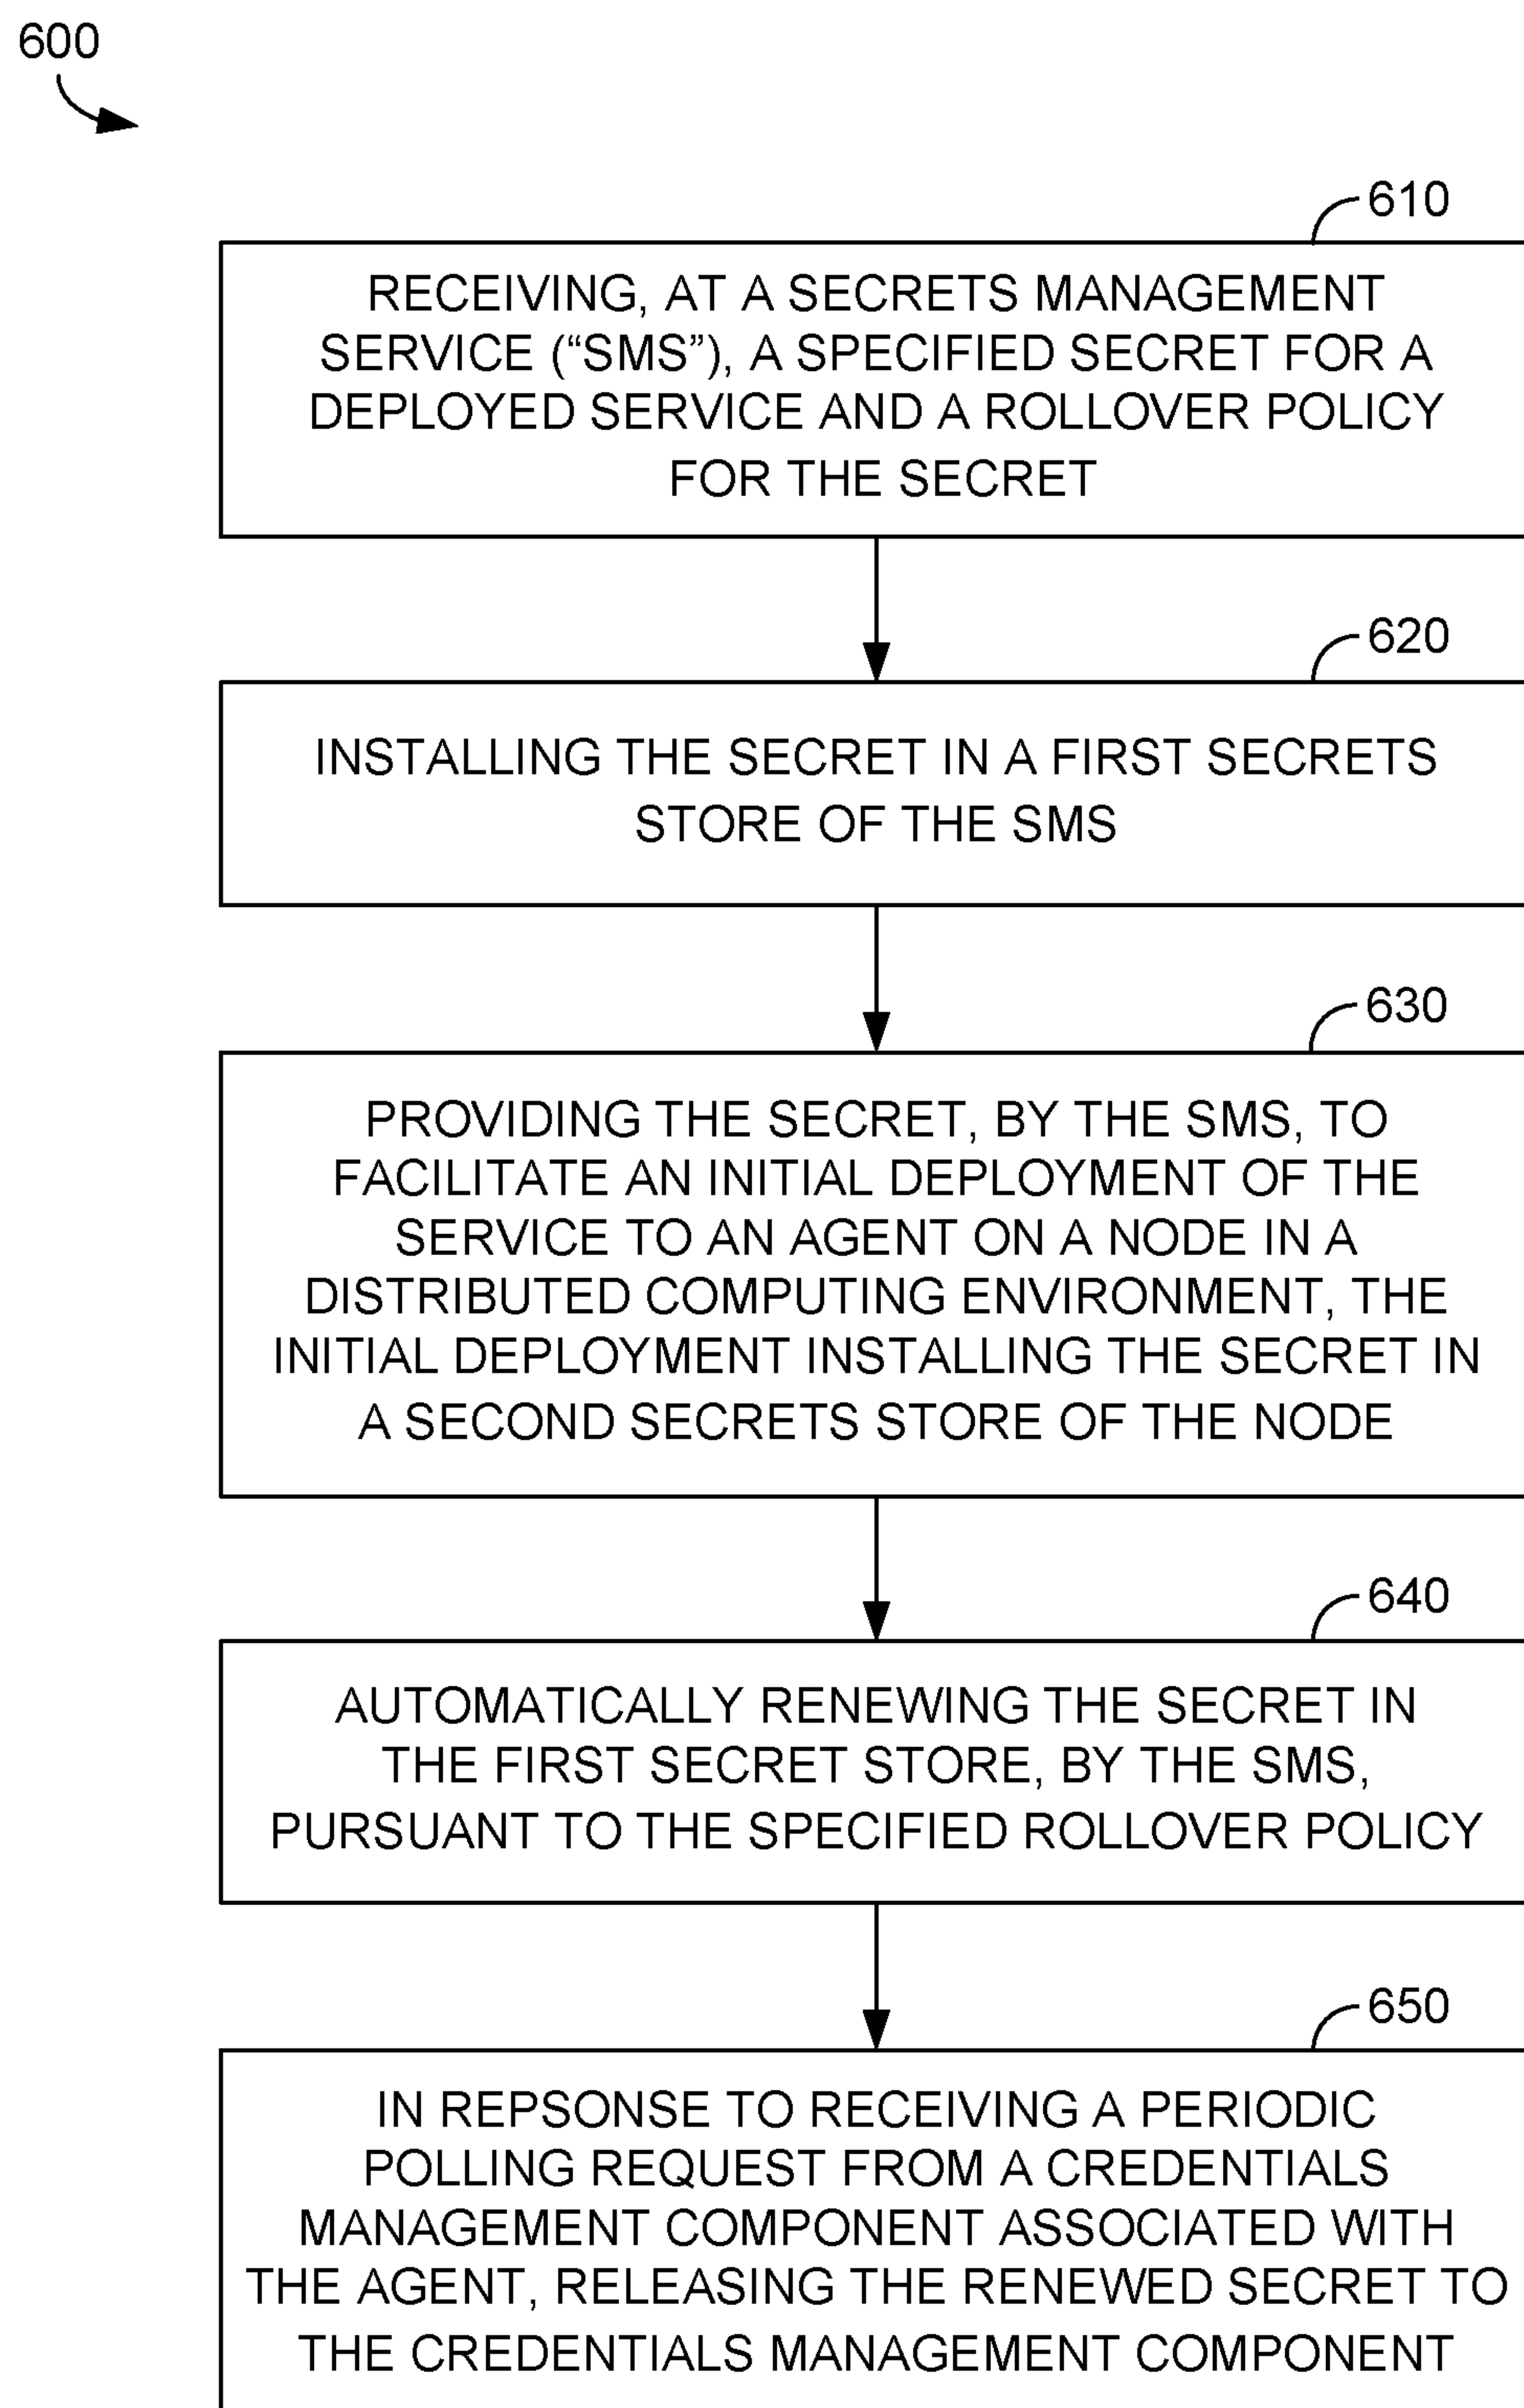 600
610
RECEIVING, AT A SECRETS MANAGEMENT
SERVICE (“SMS”), A SPECIFIED SECRET FOR A
DEPLOYED SERVICE AND A ROLLOVER POLICY
FOR THE SECRET
620
INSTALLING THE SECRET IN A FIRST SECRETS
STORE OF THE SMS
630
PROVIDING THE SECRET, BY THE SMS, TO
FACILITATE AN INITIAL DEPLOYMENT OF THE
SERVICE TO AN AGENT ON A NODE IN A
DISTRIBUTED COMPUTING ENVIRONMENT, THE
INITIAL DEPLOYMENT INSTALLING THE SECRET IN
A SECOND SECRETS STORE OF THE NODE
640
AUTOMATICALLY RENEWING THE SECRET IN
THE FIRST SECRET STORE, BY THE SMS,
PURSUANT TO THE SPECIFIED ROLLOVER POLICY
650
IN REPSONSE TO RECEIVING A PERIODIC
POLLING REQUEST FROM A CREDENTIALS
MANAGEMENT COMPONENT ASSOCIATED WITH
THE AGENT, RELEASING THE RENEWED SECRET TO
THE CREDENTIALS MANAGEMENT COMPONENT